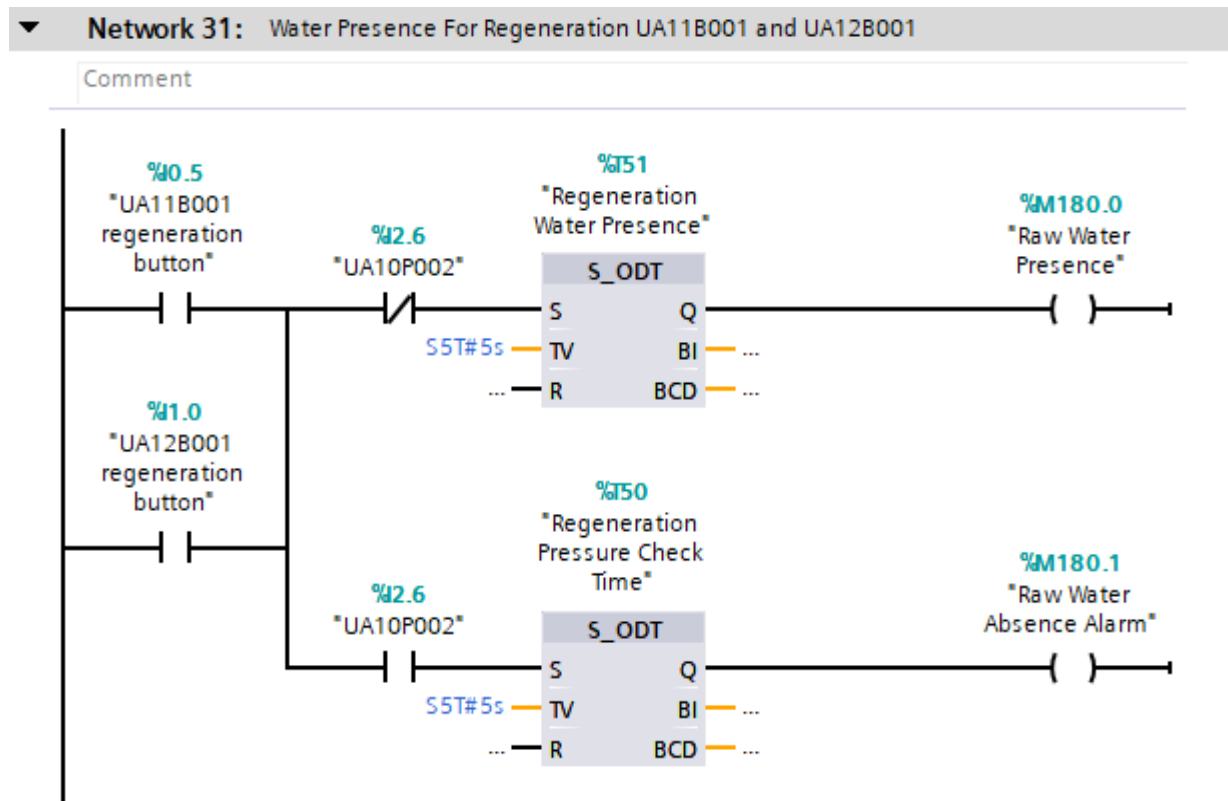 Network 31: Water Presence For Regeneration UA11B001 and UA12B001
Comment
%I0.5
"UA11B001
regeneration
button"
%I2.6
"UA10P002"
%T51
"Regeneration
Water Presence"
S_ODT
S Q
S5T#5s TV BI ...
... R BCD ...
%M180.0
"Raw Water
Presence"
%I1.0
"UA12B001
regeneration
button"
%I2.6
"UA10P002"
%T50
"Regeneration
Pressure Check
Time"
S_ODT
S Q
S5T#5s TV BI ...
... R BCD ...
%M180.1
"Raw Water
Absence Alarm"